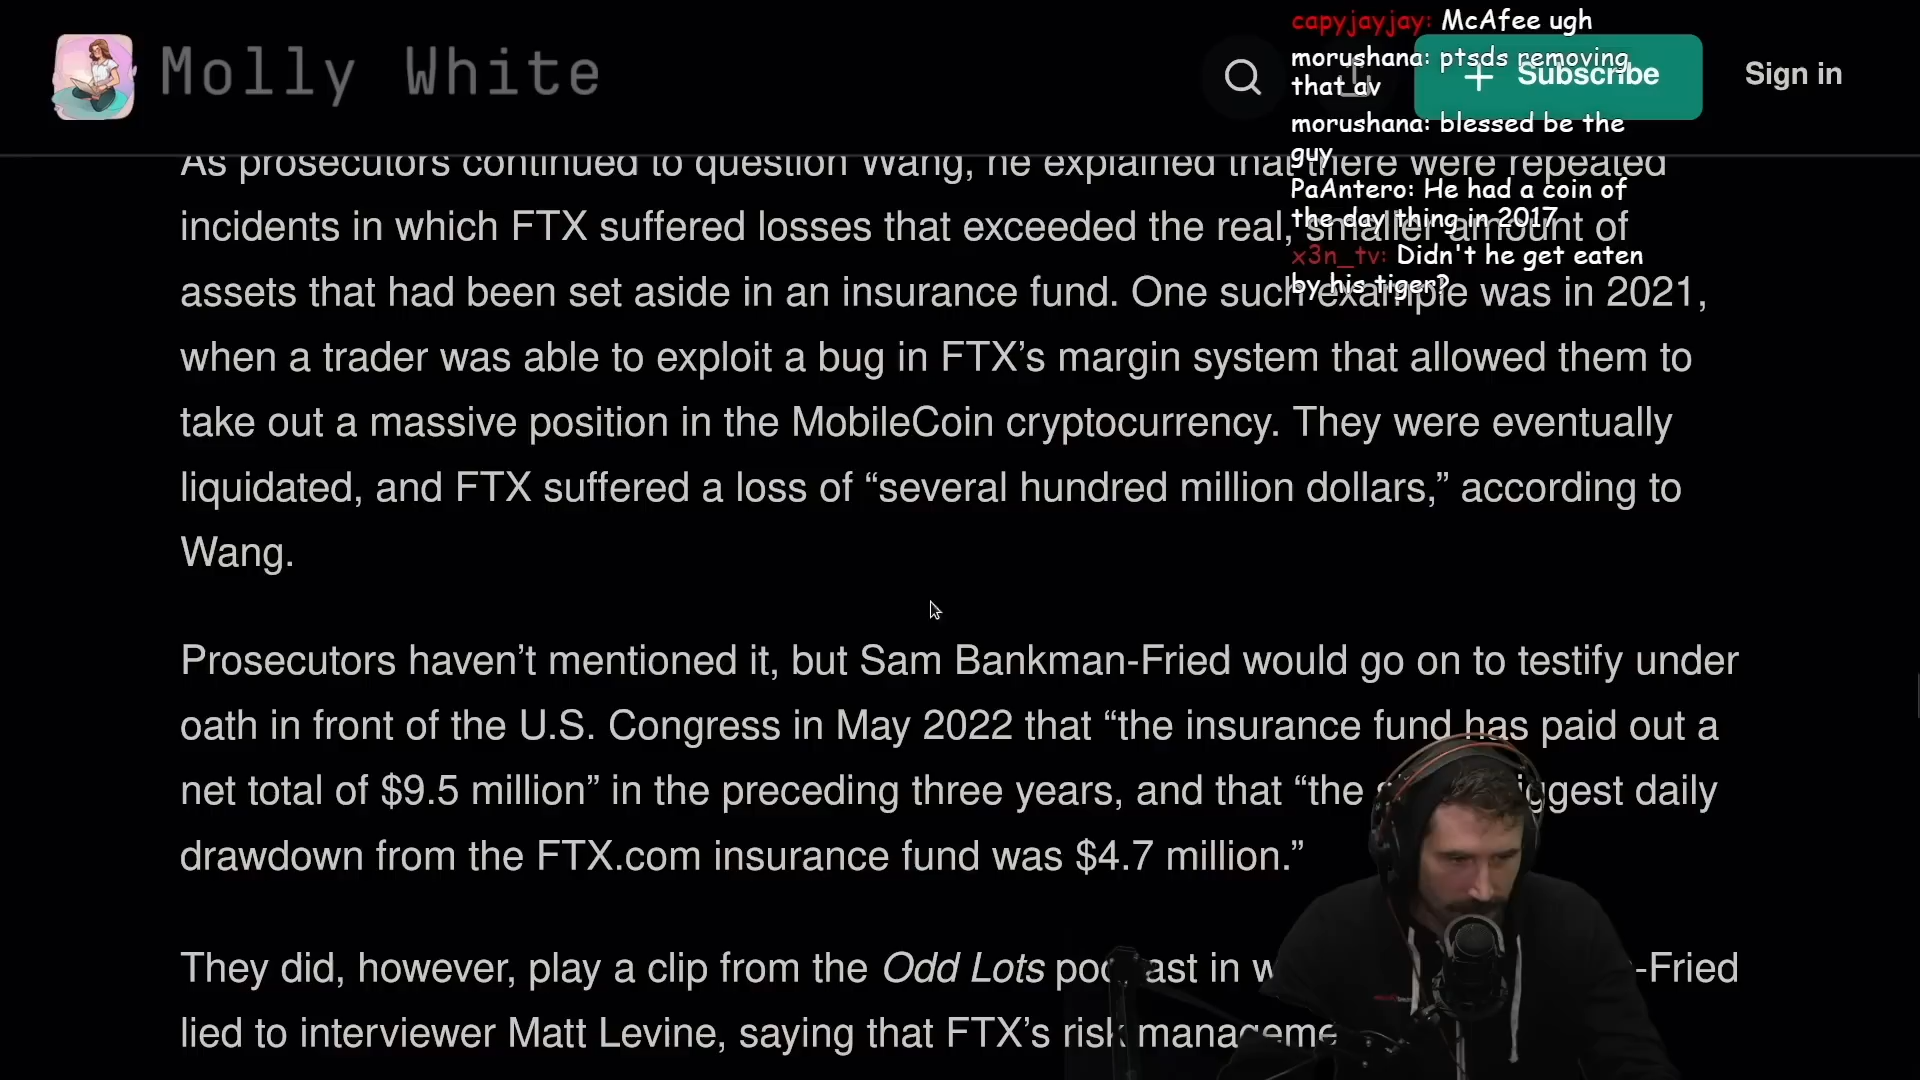 Molly White
Subscribe
Sign in
capyjayjay: McAfee ugh
morushana: ptsds removing
that av
morushana: blessed be the
guy
PaAntero: He had a coin of
the day thing in 2017
x3n_tv: Didn't he get eaten
by his tiger?
As prosecutors continued to question Wang, he explained that there were repeated
incidents in which FTX suffered losses that exceeded the real, smaller amount of
assets that had been set aside in an insurance fund. One such example was in 2021,
when a trader was able to exploit a bug in FTX’s margin system that allowed them to
take out a massive position in the MobileCoin cryptocurrency. They were eventually
liquidated, and FTX suffered a loss of “several hundred million dollars,” according to
Wang.
Prosecutors haven’t mentioned it, but Sam Bankman-Fried would go on to testify under
oath in front of the U.S. Congress in May 2022 that “the insurance fund has paid out a
net total of $9.5 million” in the preceding three years, and that “the iggest daily
drawdown from the FTX.com insurance fund was $4.7 million.”
They did, however, play a clip from the Odd Lots podcast in w -Fried
lied to interviewer Matt Levine, saying that FTX’s risk manageme